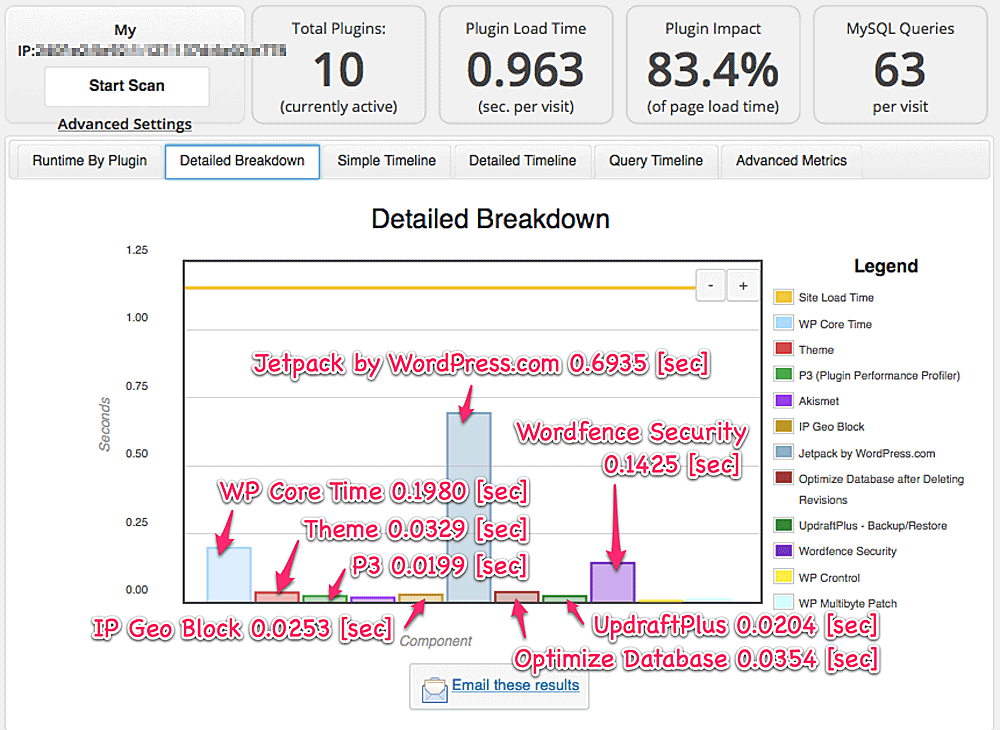 My
IP:
Start Scan
Advanced Settings
Total Plugins:
10
(currently active)
Plugin Load Time
0.963
(sec. per visit)
Plugin Impact
83.4%
(of page load time)
MySQL Queries
63
per visit
Runtime By Plugin
Detailed Breakdown
Simple Timeline
Detailed Timeline
Query Timeline
Advanced Metrics
Detailed Breakdown
1.25
1.00
0.75
0.50
0.25
0.00
Seconds
- +
Jetpack by WordPress.com 0.6935 [sec]
Wordfence Security
0.1425 [sec]
WP Core Time 0.1980 [sec]
Theme 0.0329 [sec]
P3 0.0199 [sec]
IP Geo Block 0.0253 [sec]
UpdraftPlus 0.0204 [sec]
Optimize Database 0.0354 [sec]
Component
Legend
Site Load Time
WP Core Time
Theme
P3 (Plugin Performance Profiler)
Akismet
IP Geo Block
Jetpack by WordPress.com
Optimize Database after Deleting
Revisions
UpdraftPlus - Backup/Restore
Wordfence Security
WP Crontrol
WP Multibyte Patch
Email these results